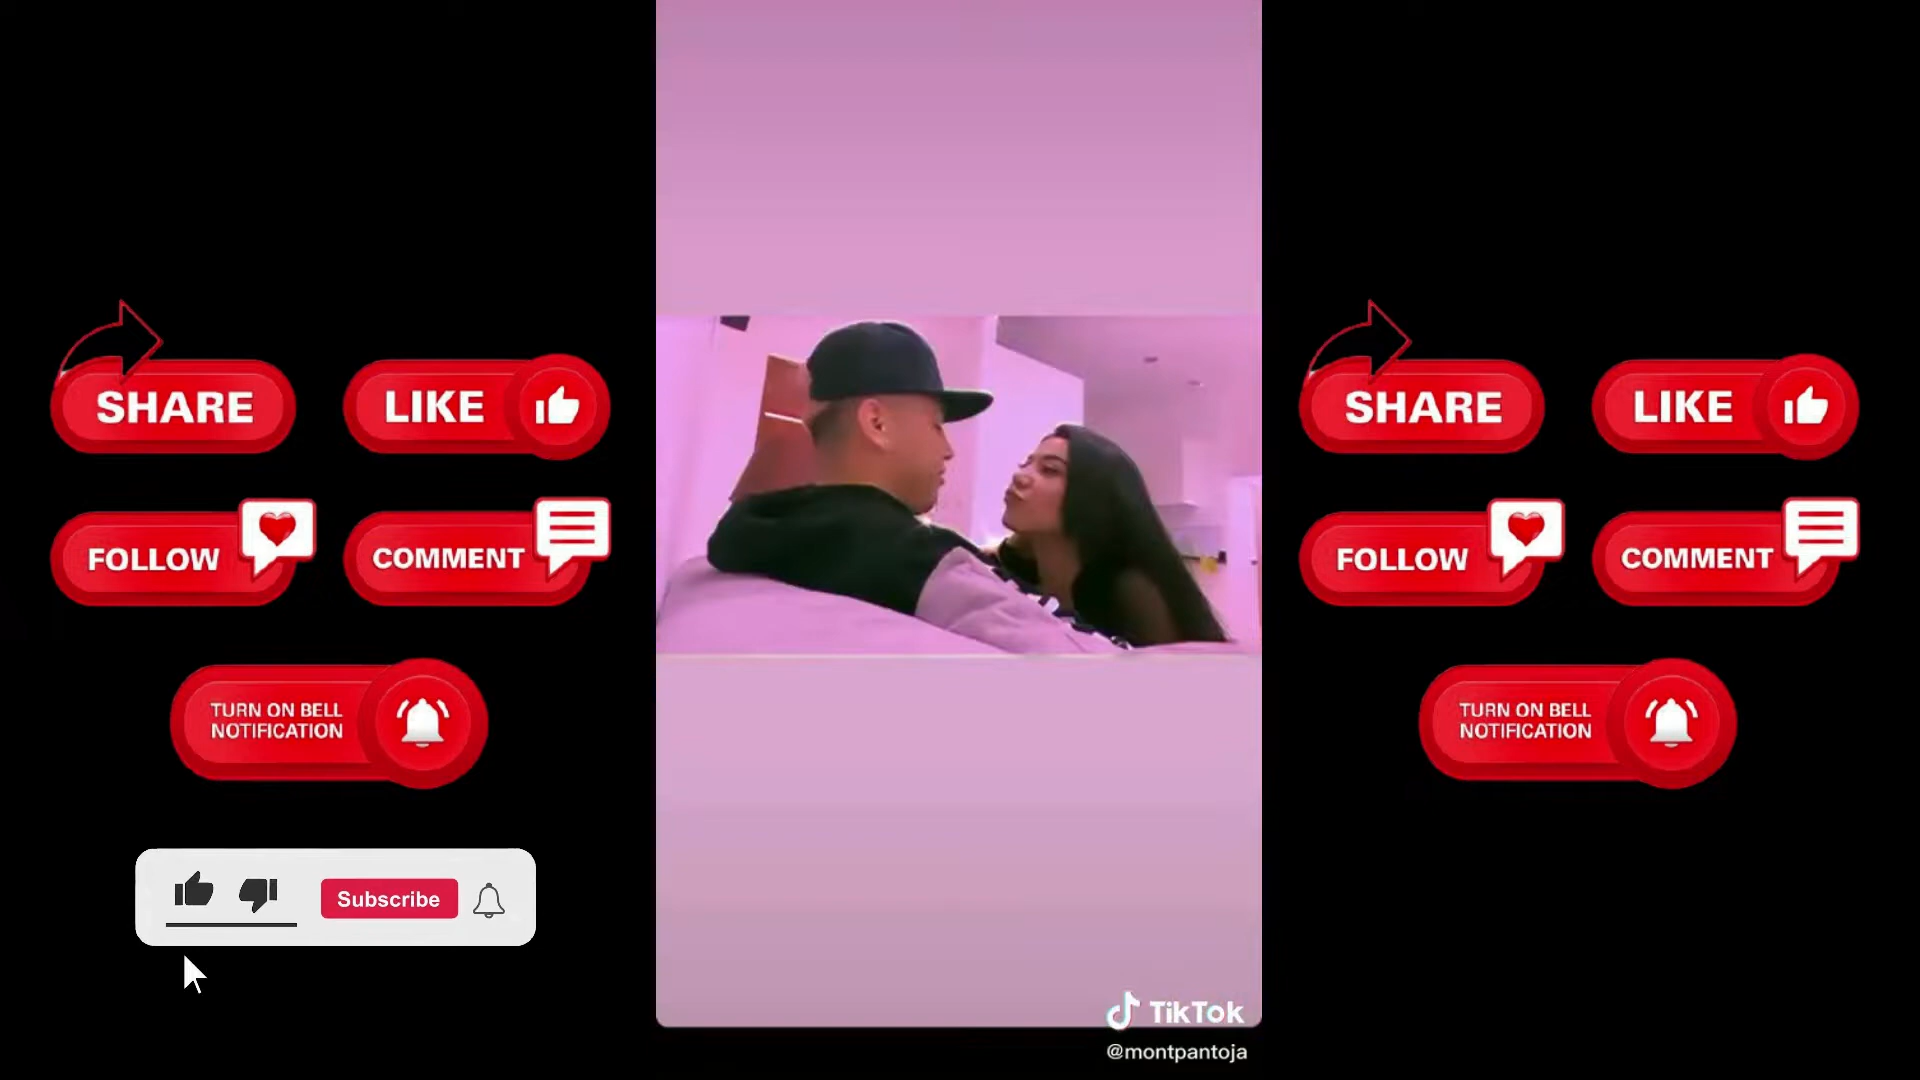 SHARE
LIKE
FOLLOW
COMMENT
TURN ON BELL
NOTIFICATION
Subscribe
TikTok
@montpantoja
SHARE
LIKE
FOLLOW
COMMENT
TURN ON BELL
NOTIFICATION